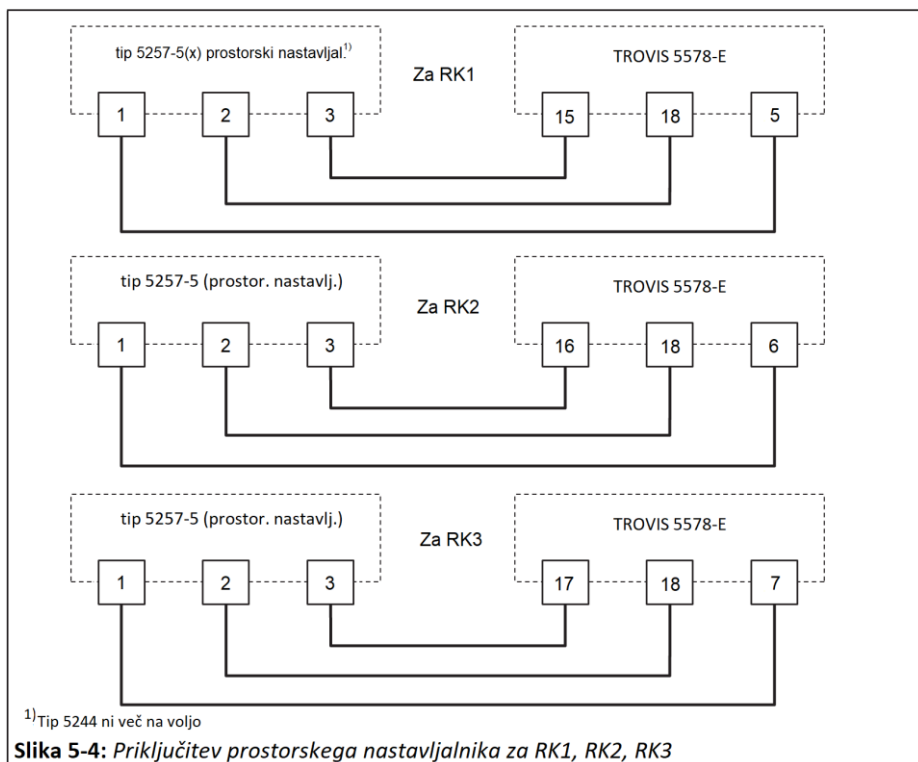 tip 5257-5(x) prostorski nastavljal.1)
Za RK1
TROVIS 5578-E
1 2 3 15 18 5
tip 5257-5 (prostor. nastavlj.)
Za RK2
TROVIS 5578-E
1 2 3 16 18 6
tip 5257-5 (prostor. nastavlj.)
Za RK3
TROVIS 5578-E
1 2 3 17 18 7
1)Tip 5244 ni več na voljo
Slika 5-4: Priključitev prostorskega nastavljalnika za RK1, RK2, RK3